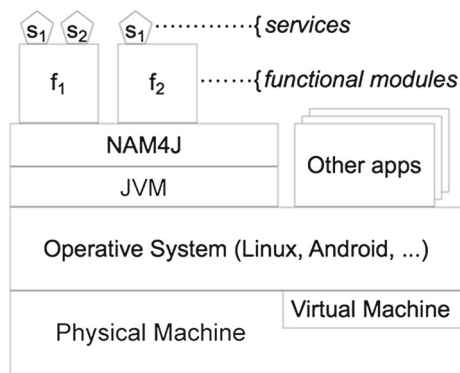 s1 s2 s1 { services
f1 f2 { functional modules
NAM4J
Other apps
JVM
Operative System (Linux, Android, ...)
Virtual Machine
Physical Machine